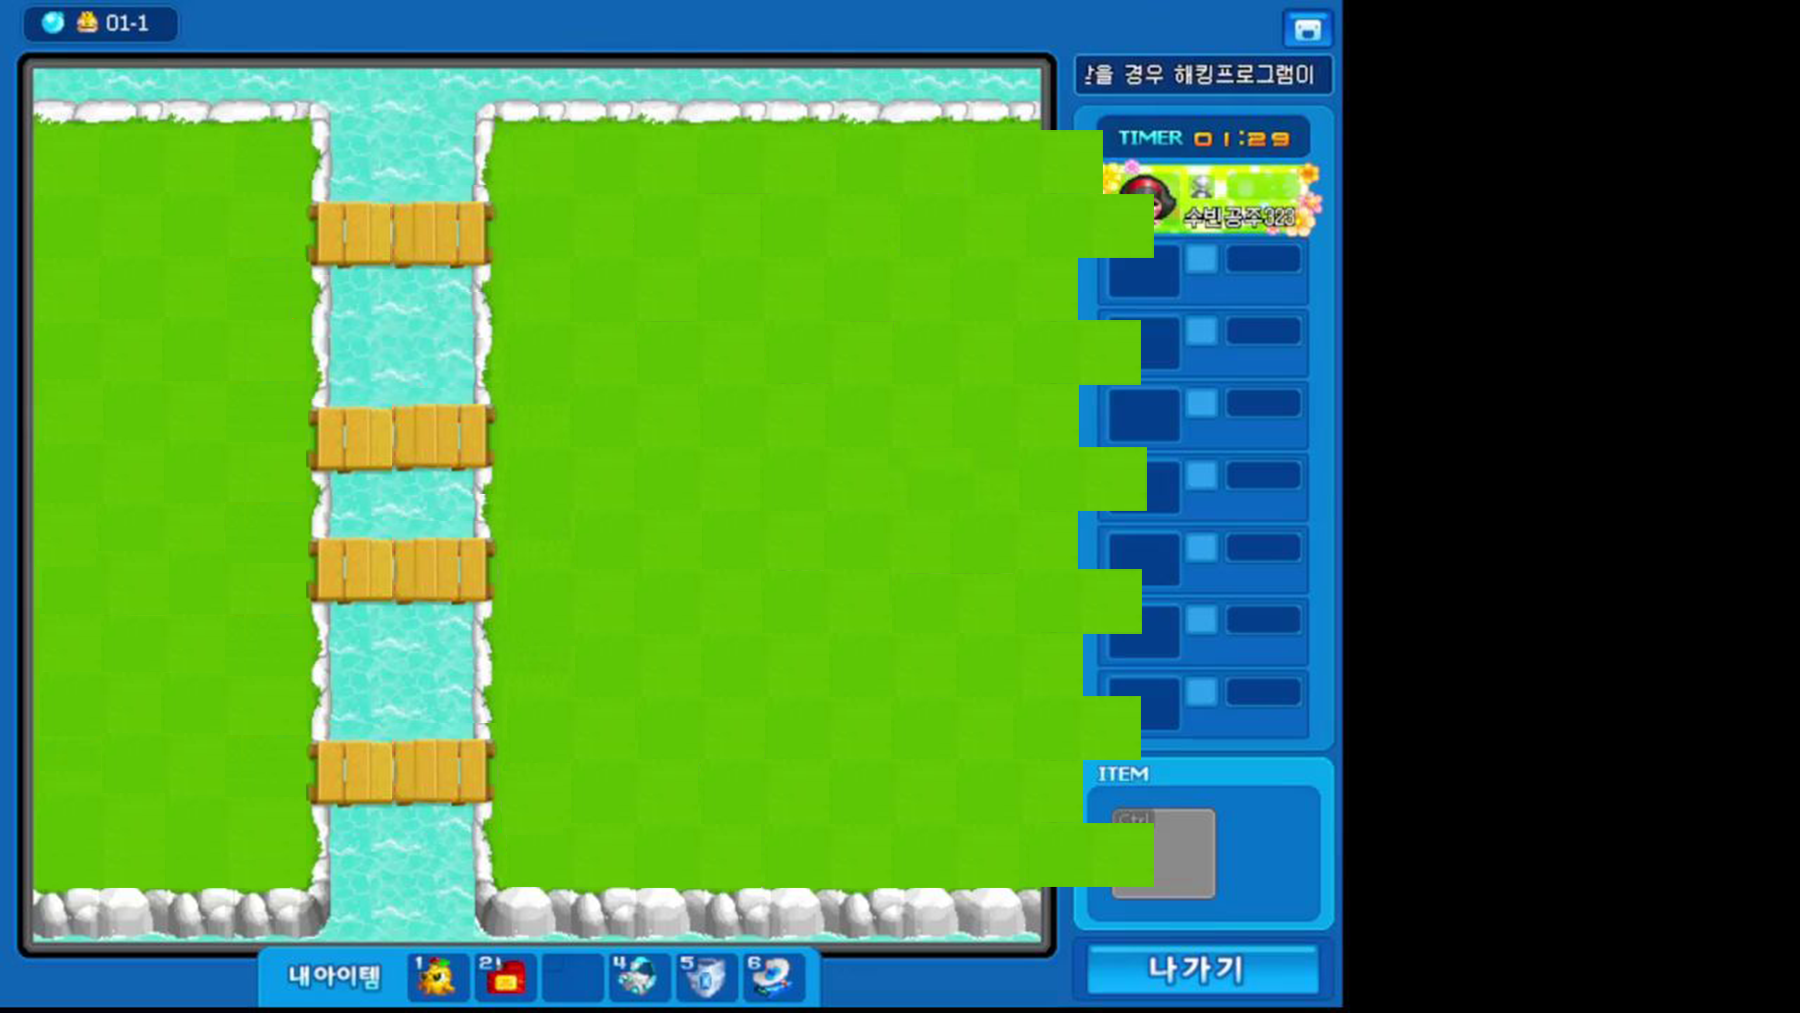 01-1
을 경우 해킹프로그램이
TIMER 01:29
수빈공주323
ITEM
Ctrl
내아이템 1 2 4 5 6
나가기